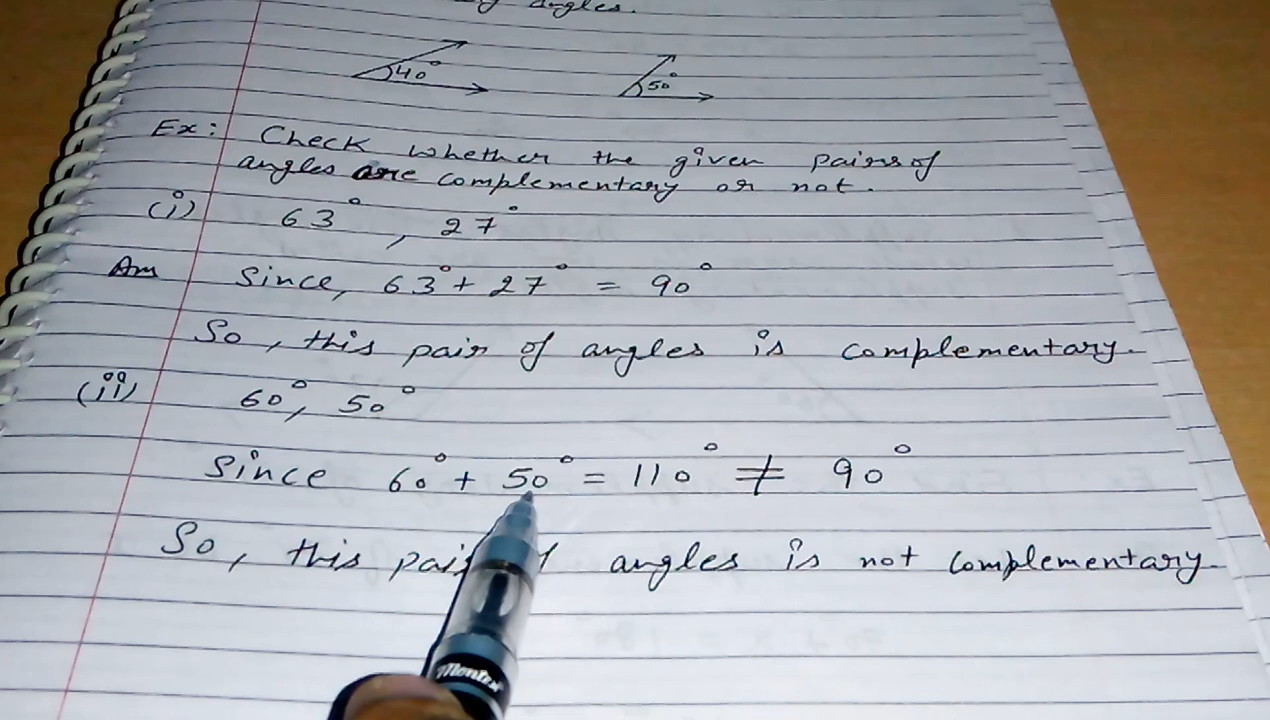 angles.
40° 50°
Ex: Check whether the given pairs of
angles are complementary or not.
(i) 63°, 27°
Ans Since, 63° + 27° = 90°
So, this pair of angles is complementary.
(ii) 60°, 50°
Since 60° + 50° = 110° ≠ 90°
So, this pair angles is not complementary.
Montex